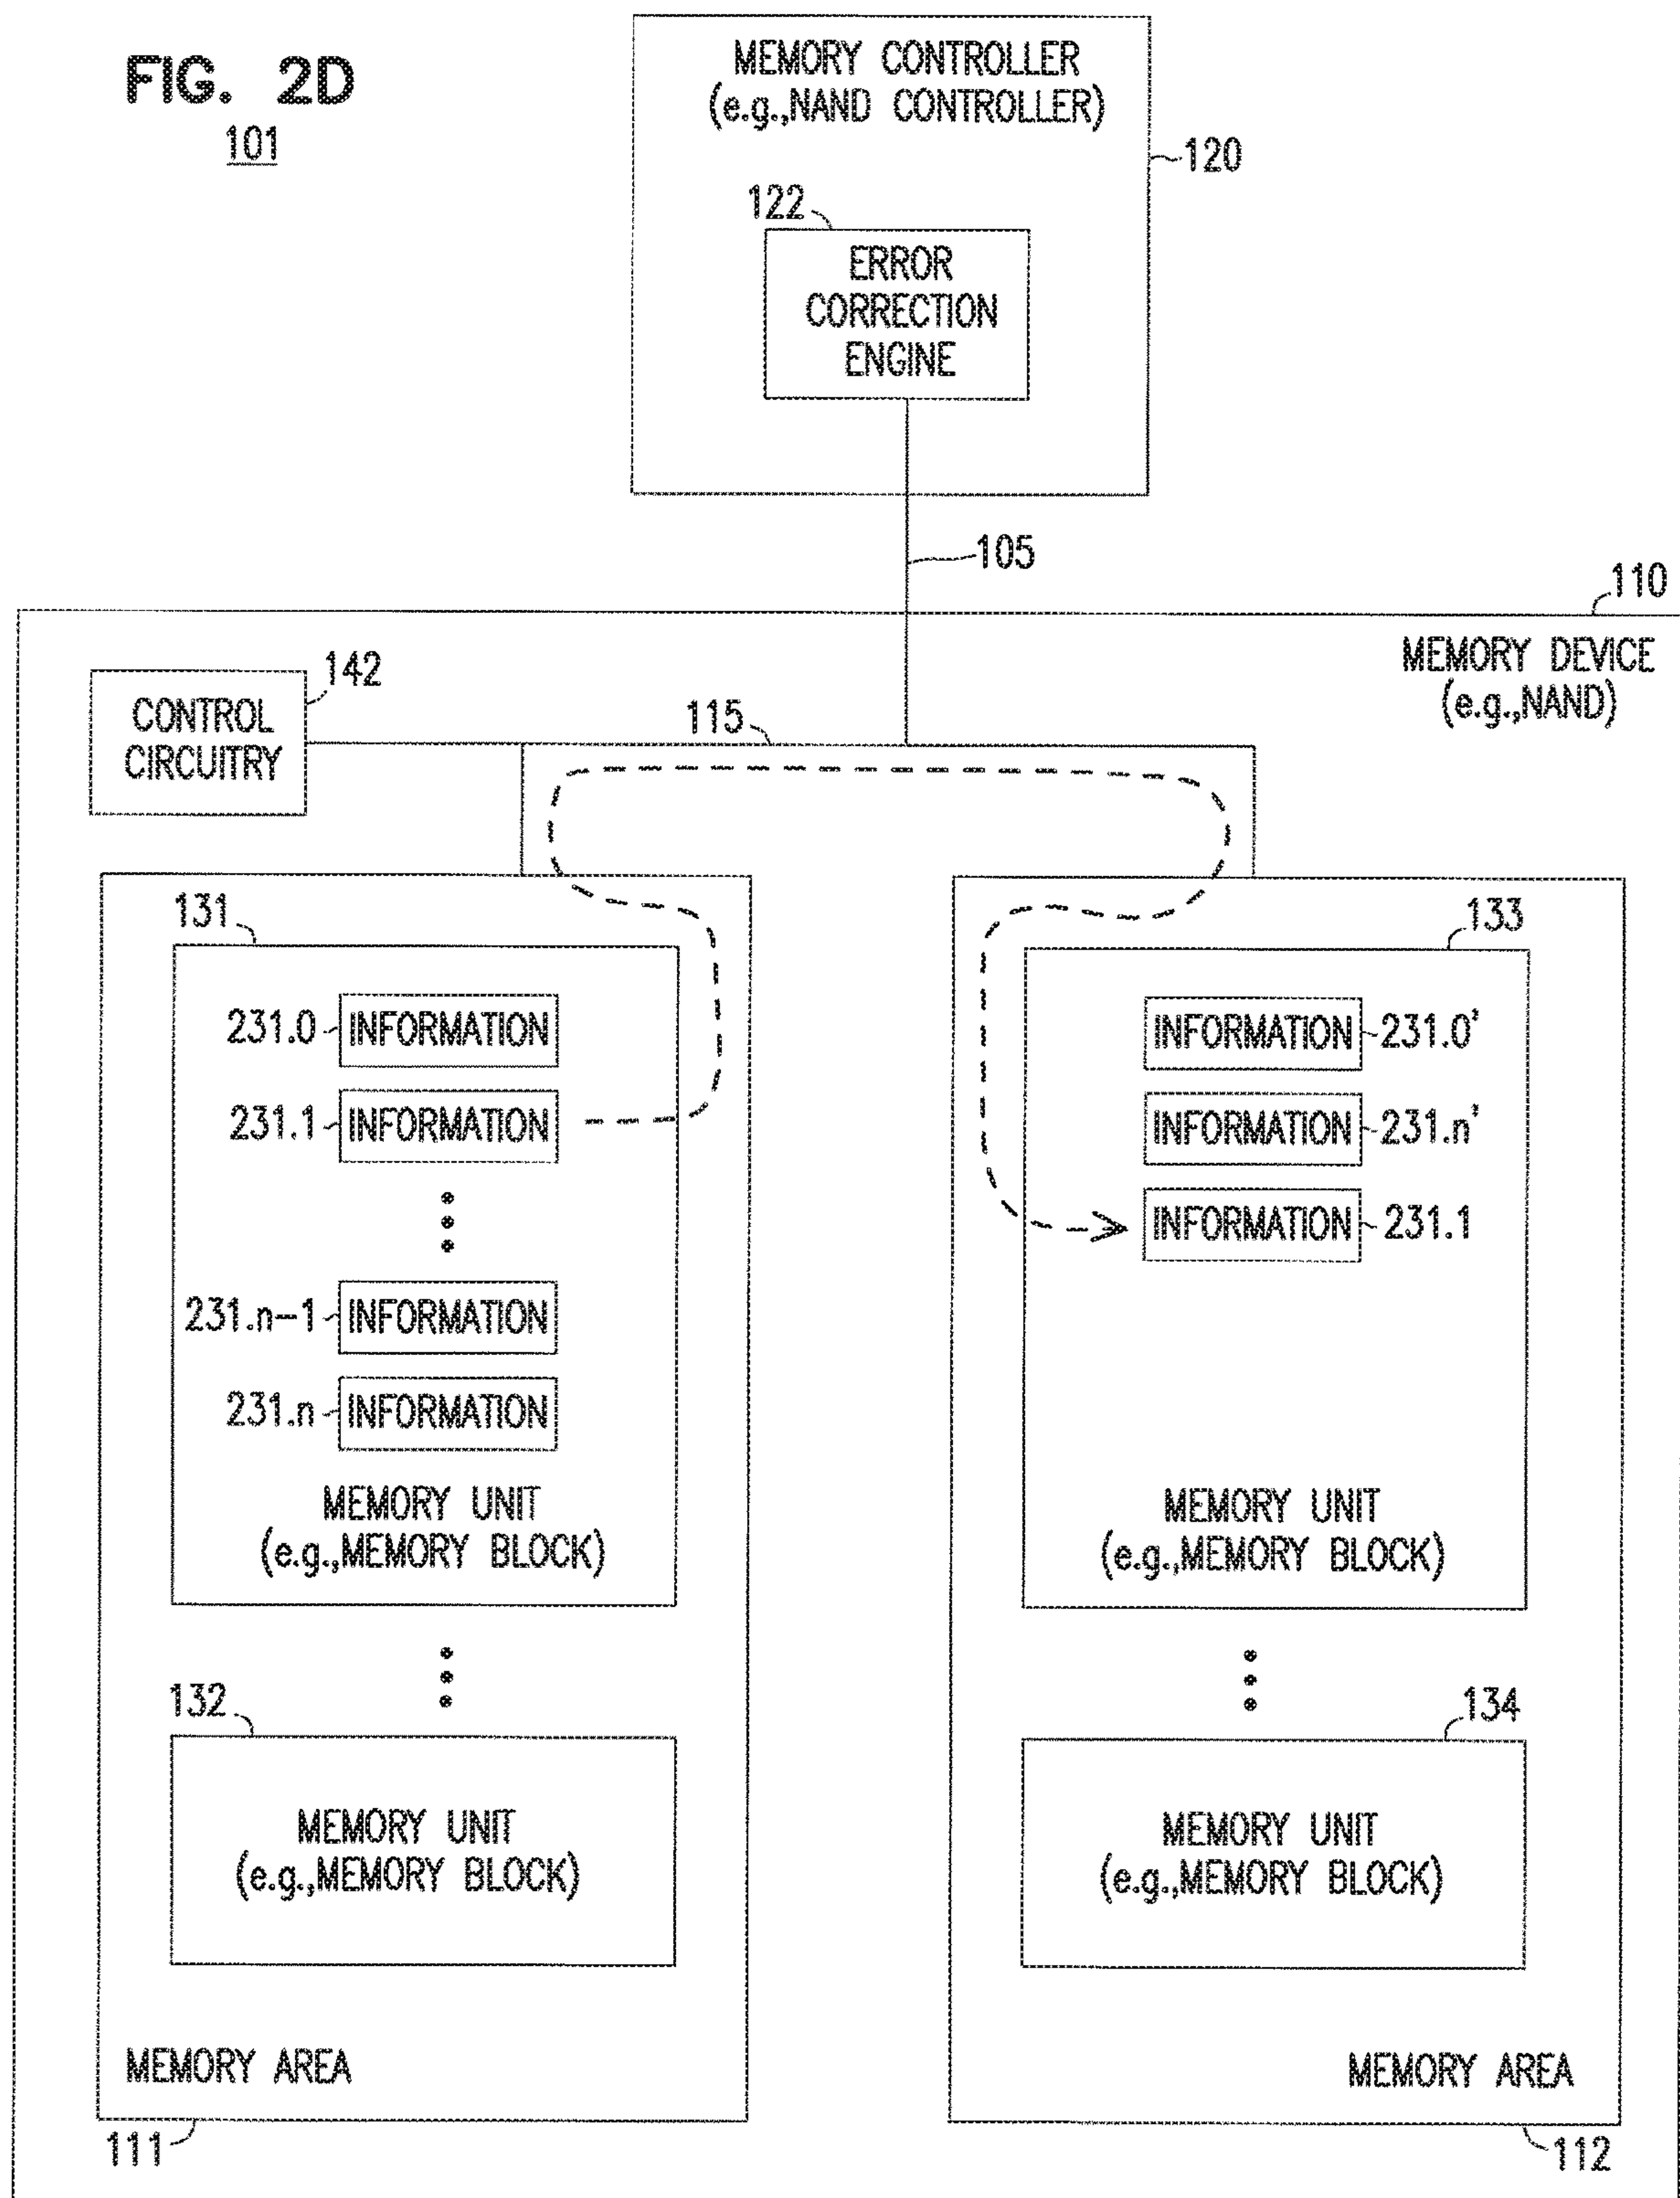 FIG. 2D
101
MEMORY CONTROLLER
(e.g.,NAND CONTROLLER)
120
122
ERROR
CORRECTION
ENGINE
105
110
MEMORY DEVICE
(e.g.,NAND)
142
CONTROL
CIRCUITRY
115
131
231.0
INFORMATION
231.1
INFORMATION
231.n-1
INFORMATION
231.n
INFORMATION
MEMORY UNIT
(e.g.,MEMORY BLOCK)
132
MEMORY UNIT
(e.g.,MEMORY BLOCK)
MEMORY AREA
111
133
INFORMATION
231.0'
INFORMATION
231.n'
INFORMATION
231.1
MEMORY UNIT
(e.g.,MEMORY BLOCK)
134
MEMORY UNIT
(e.g.,MEMORY BLOCK)
MEMORY AREA
112